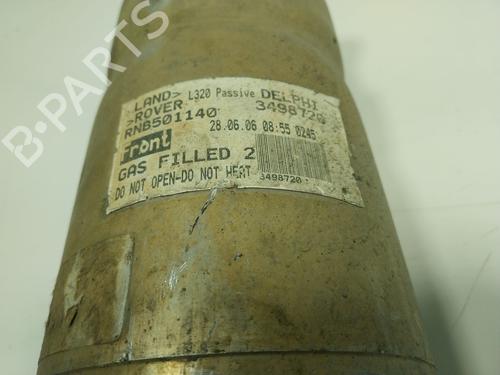 LAND> L320 Passive DELPHI
>ROVER 3498720
RNB501140 28.06.06 08:55 0245
Front
GAS FILLED 2
DO NOT OPEN-DO NOT HEAT 3498720
B-PARTS